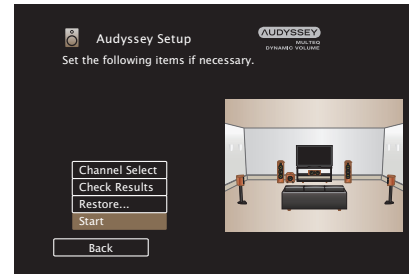 Audyssey Setup
AUDYSSEY
MULTEQ
DYNAMIC VOLUME
Set the following items if necessary.
Channel Select
Check Results
Restore...
Start
Back